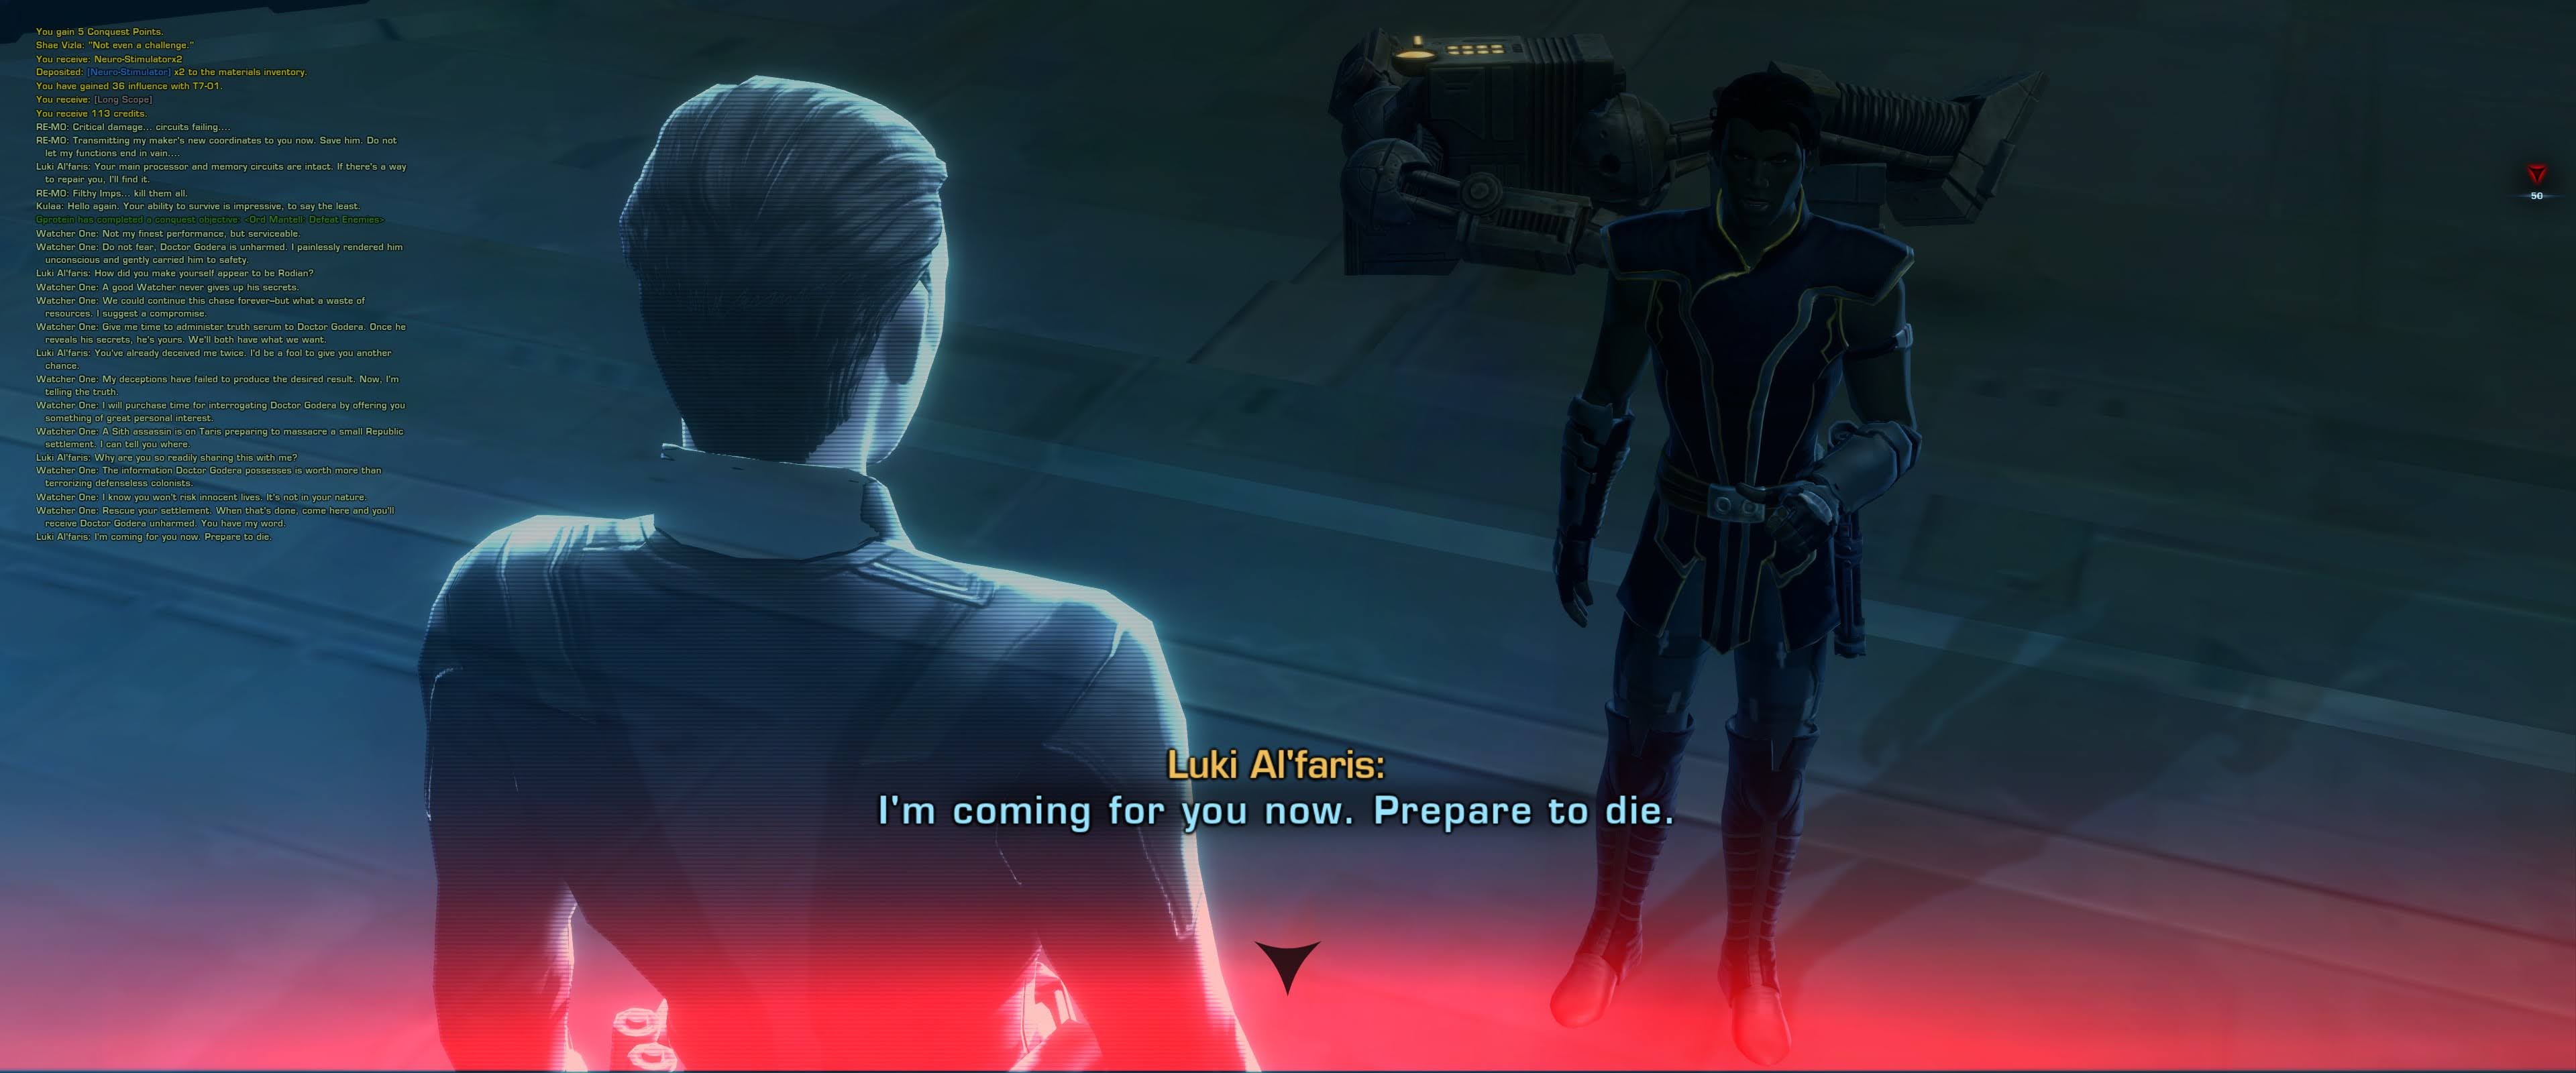 You gain 5 Conquest Points.
Shae Vizla: "Not even a challenge."
You receive: Neuro-Stimulatorx2
Deposited: [Neuro-Stimulator] x2 to the materials inventory.
You have gained 36 influence with T7-01.
You receive: [Long Scope]
You receive 113 credits.
RE-M0: Critical damage... circuits failing....
RE-M0: Transmitting my maker's new coordinates to you now. Save him. Do not
let my functions end in vain....
Luki Al'faris: Your main processor and memory circuits are intact. If there's a way
to repair you, I'll find it.
RE-M0: Filthy Imps... kill them all.
Kulaa: Hello again. Your ability to survive is impressive, to say the least.
Gprotein has completed a conquest objective: <Ord Mantell: Defeat Enemies>
Watcher One: Not my finest performance, but serviceable.
Watcher One: Do not fear, Doctor Godera is unharmed. I painlessly rendered him
unconscious and gently carried him to safety.
Luki Al'faris: How did you make yourself appear to be Rodian?
Watcher One: A good Watcher never gives up his secrets.
Watcher One: We could continue this chase forever–but what a waste of
resources. I suggest a compromise.
Watcher One: Give me time to administer truth serum to Doctor Godera. Once he
reveals his secrets, he's yours. We'll both have what we want.
Luki Al'faris: You've already deceived me twice. I'd be a fool to give you another
chance.
Watcher One: My deceptions have failed to produce the desired result. Now, I'm
telling the truth.
Watcher One: I will purchase time for interrogating Doctor Godera by offering you
something of great personal interest.
Watcher One: A Sith assassin is on Taris preparing to massacre a small Republic
settlement. I can tell you where.
Luki Al'faris: Why are you so readily sharing this with me?
Watcher One: The information Doctor Godera possesses is worth more than
terrorizing defenseless colonists.
Watcher One: I know you won't risk innocent lives. It's not in your nature.
Watcher One: Rescue your settlement. When that's done, come here and you'll
receive Doctor Godera unharmed. You have my word.
Luki Al'faris: I'm coming for you now. Prepare to die.
50
Luki Al'faris:
I'm coming for you now. Prepare to die.